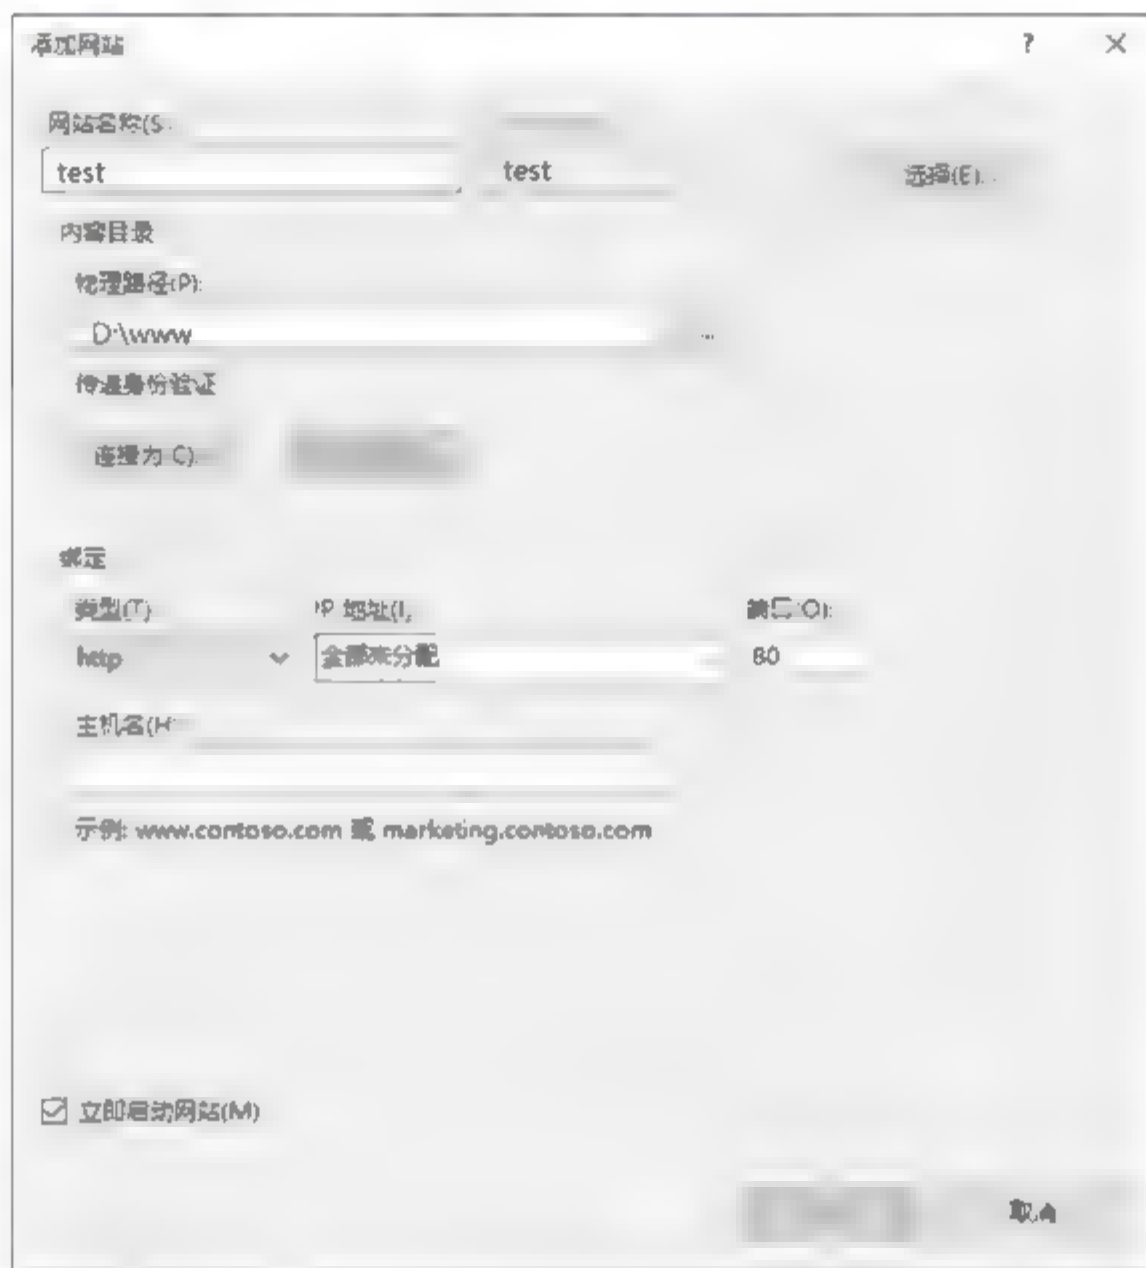 添加网站 ? ×
网站名称(S
test test 选择(E)...
内容目录
物理路径(P):
D:\www ...
传递身份验证
连接为(C)...
绑定
类型(T) IP 地址(I) 端口(O):
http 全部未分配 80
主机名(H
示例: www.contoso.com 或 marketing.contoso.com
立即启动网站(M)
取消